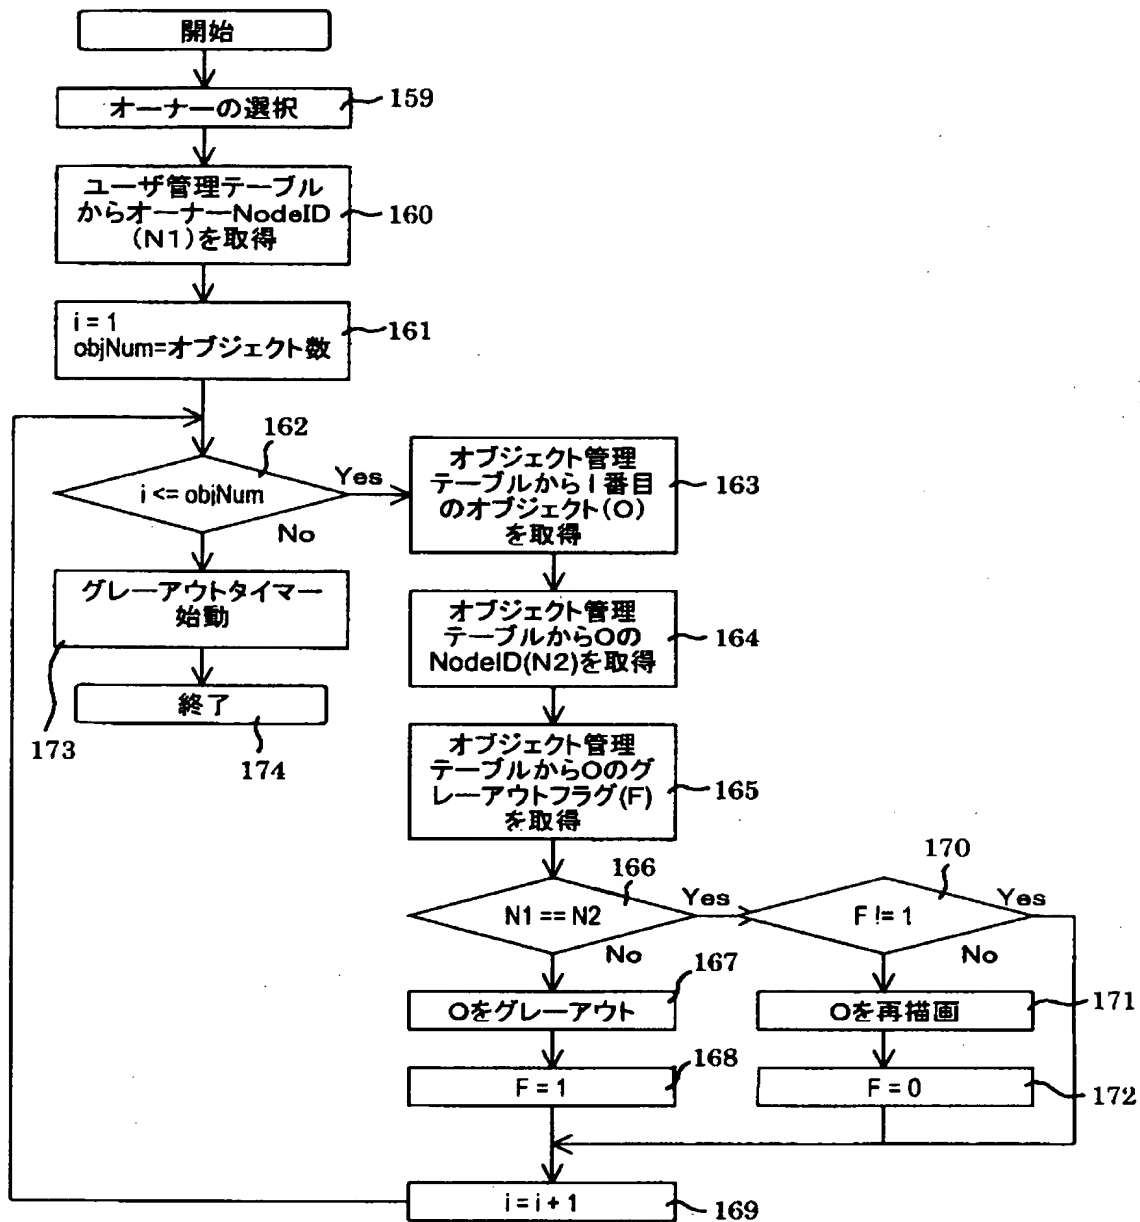 開始
オーナーの選択
159
ユーザ管理テーブル
からオーナーNodeID
(N1)を取得
160
i = 1
objNum=オブジェクト数
161
162
i <= objNum
Yes
No
オブジェクト管理
テーブルからI番目
のオブジェクト(O)
を取得
163
グレーアウトタイマー
始動
173
終了
174
オブジェクト管理
テーブルからOの
NodeID(N2)を取得
164
オブジェクト管理
テーブルからOのグ
レーアウトフラグ(F)
を取得
165
166
N1 == N2
Yes
No
170
F != 1
Yes
No
167
Oをグレーアウト
168
F = 1
Oを再描画
171
F = 0
172
i = i + 1
169